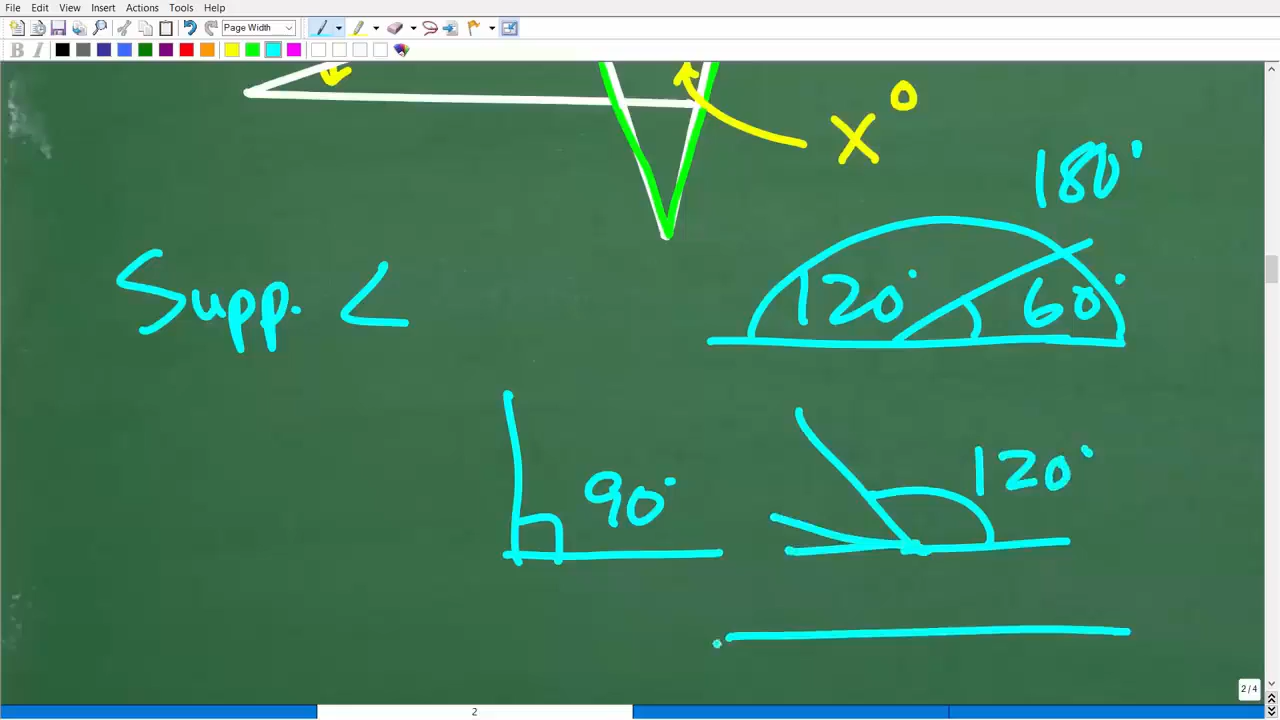 File Edit View Insert Actions Tools Help
Page Width
B I
X°
180°
Supp. <
120° 60°
90°
120°
2/4
2